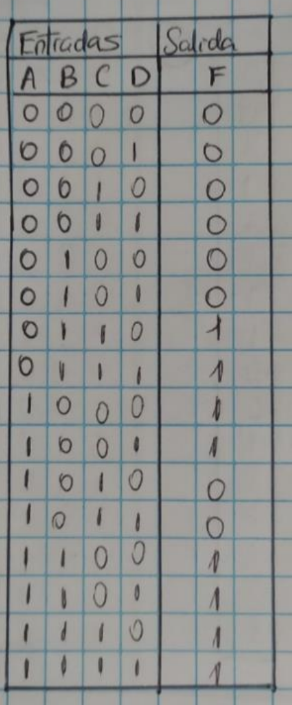 Entradas Salida
A B C D F
0 0 0 0 0
0 0 0 1 0
0 0 1 0 0
0 0 1 1 0
0 1 0 0 0
0 1 0 1 0
0 1 1 0 1
0 1 1 1 1
1 0 0 0 1
1 0 0 1 1
1 0 1 0 0
1 0 1 1 0
1 1 0 0 1
1 1 0 1 1
1 1 1 0 1
1 1 1 1 1